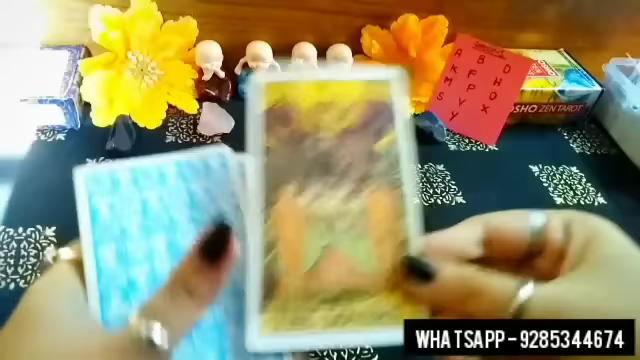 A B D
K F H
M P O
S V X
Y
OSHO ZEN TAROT
WHATSAPP-9285344674